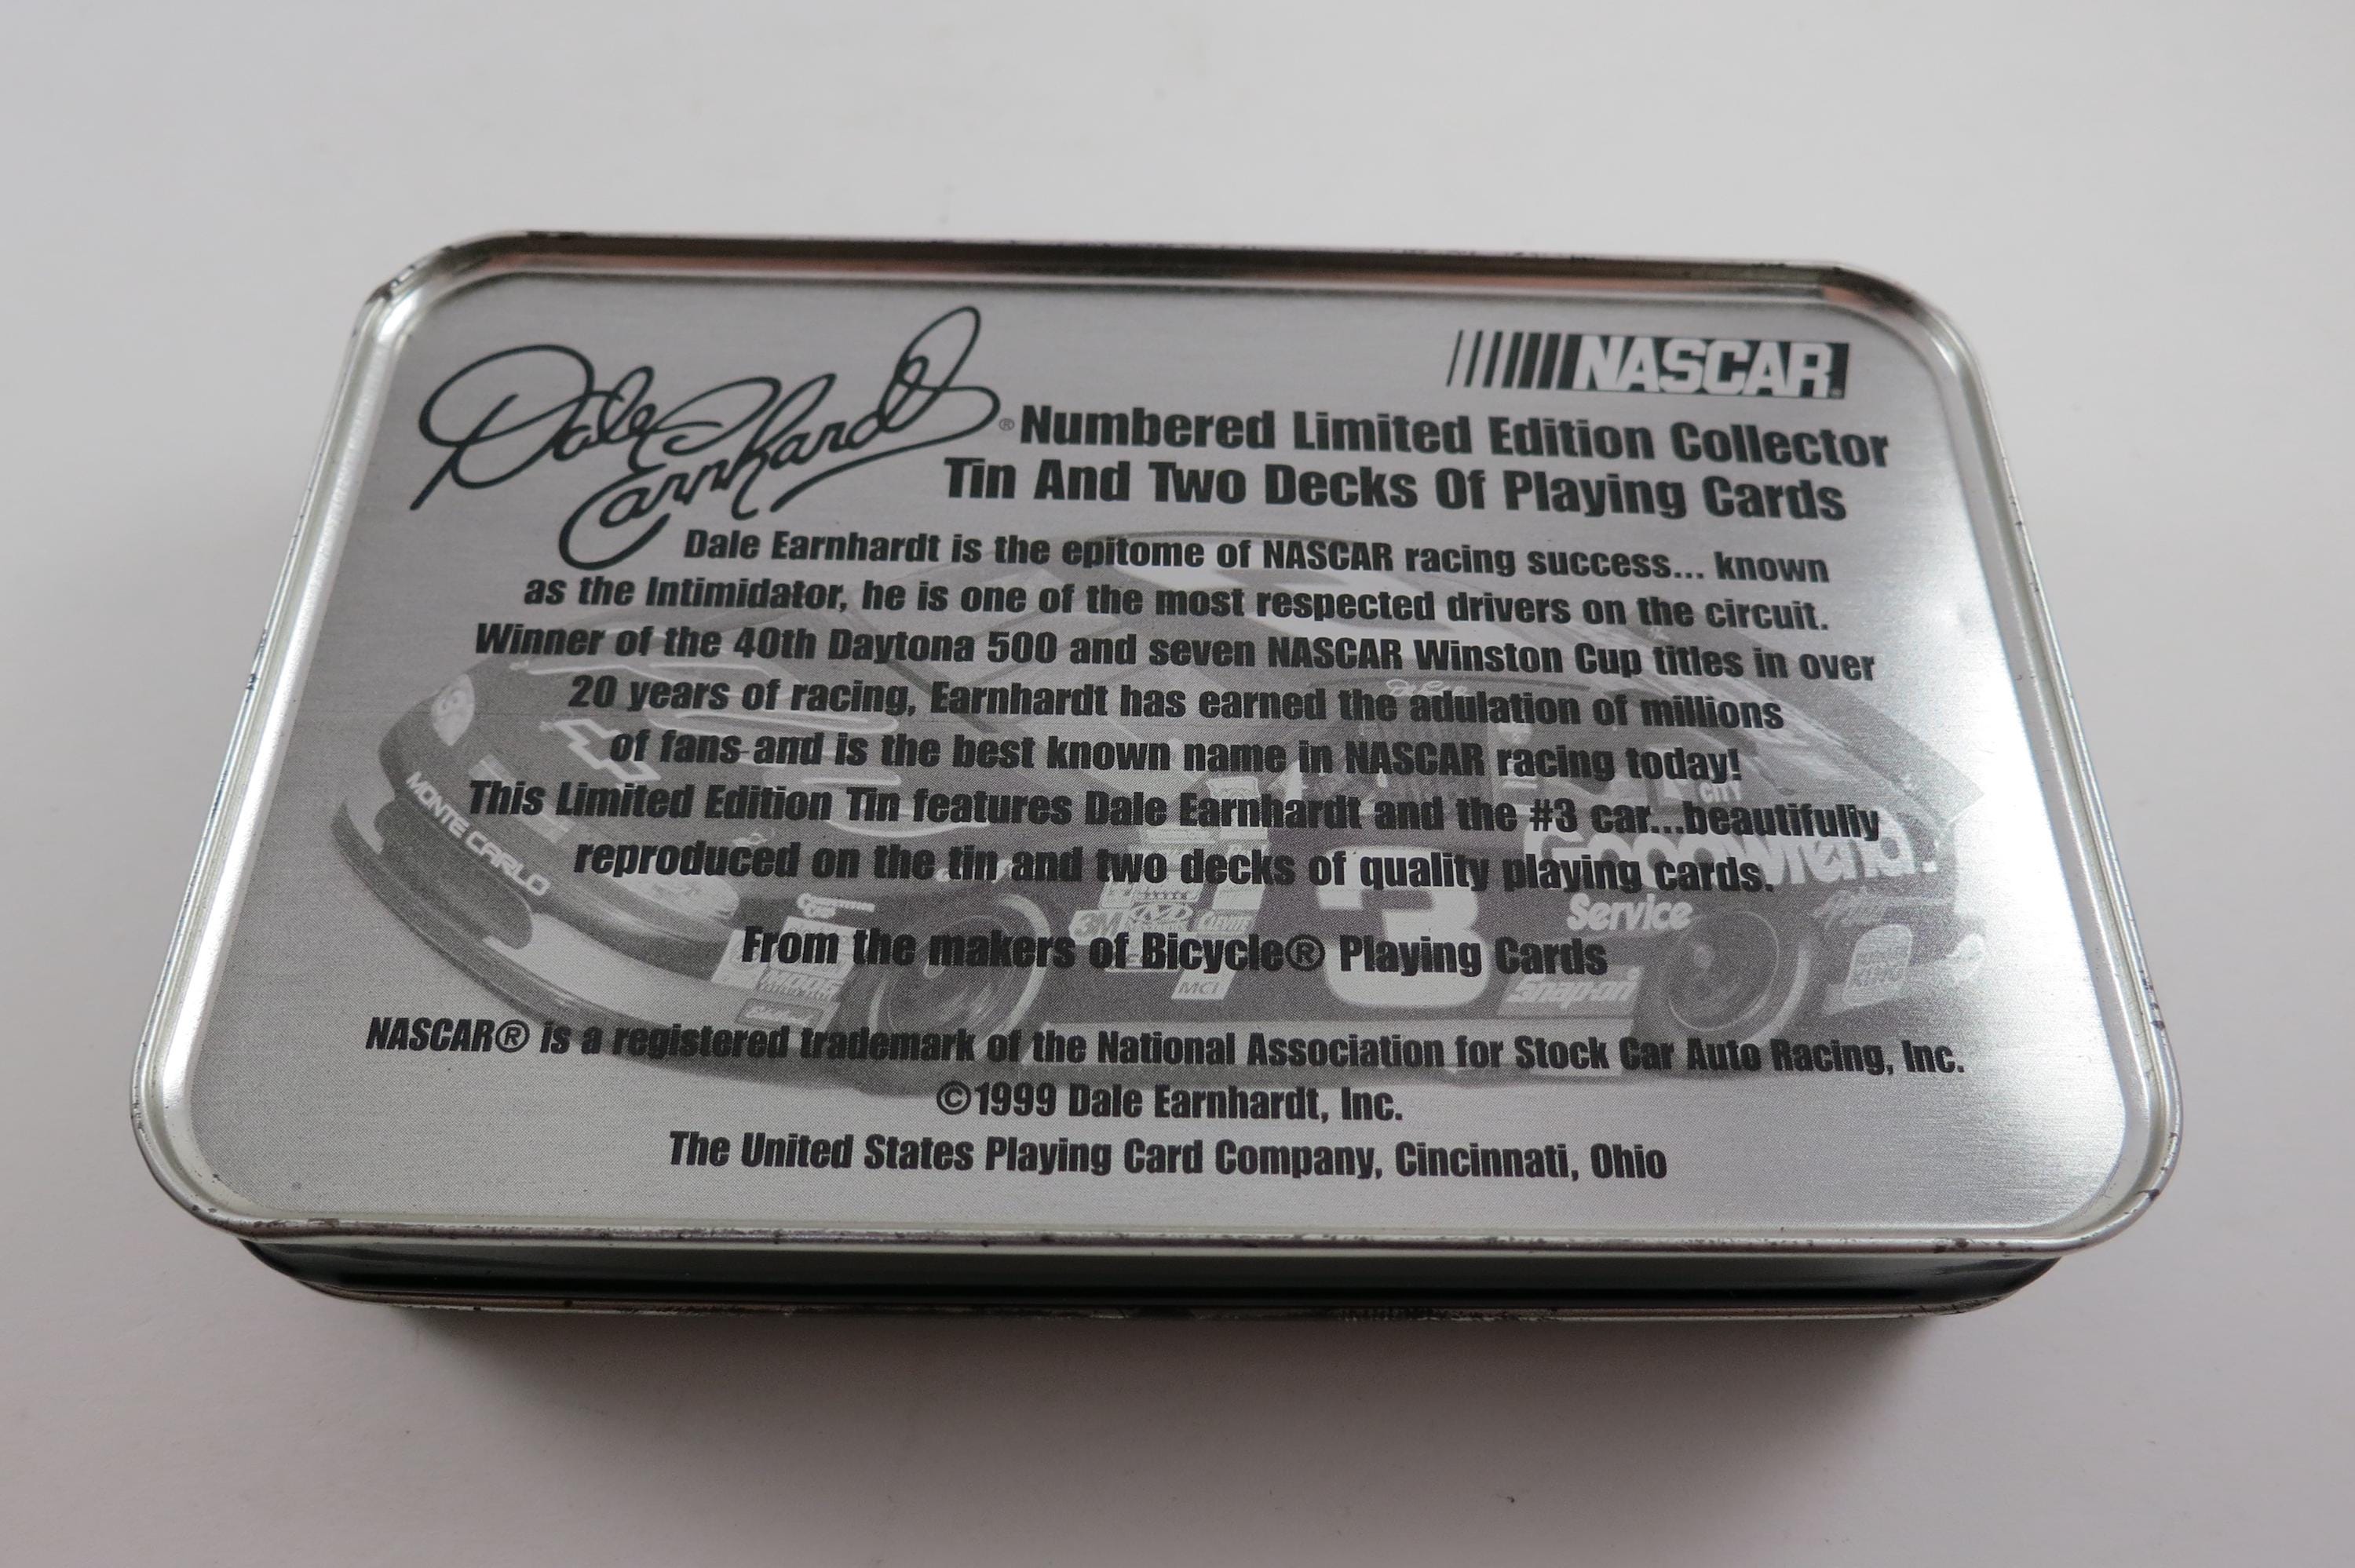 Dale Earnhardt®
NASCAR®
Numbered Limited Edition Collector
Tin And Two Decks Of Playing Cards
Dale Earnhardt is the epitome of NASCAR racing success... known
as the Intimidator, he is one of the most respected drivers on the circuit.
Winner of the 40th Daytona 500 and seven NASCAR Winston Cup titles in over
20 years of racing, Earnhardt has earned the adulation of millions
of fans and is the best known name in NASCAR racing today!
This Limited Edition Tin features Dale Earnhardt and the #3 car...beautifully
reproduced on the tin and two decks of quality playing cards.
From the makers of Bicycle® Playing Cards
NASCAR® is a registered trademark of the National Association for Stock Car Auto Racing, Inc.
©1999 Dale Earnhardt, Inc.
The United States Playing Card Company, Cincinnati, Ohio
MONTE CARLO
3
Goodwrench
Service
3M
CLEVITE
MCI
MOOG
Snap-on